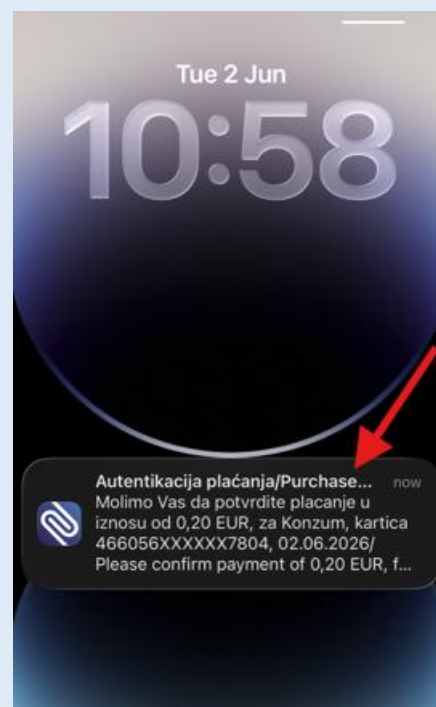 Tue 2 Jun
10:58
Autentikacija plaćanja/Purchase... now
Molimo Vas da potvrdite placanje u
iznosu od 0,20 EUR, za Konzum, kartica
466056XXXXXX7804, 02.06.2026/
Please confirm payment of 0,20 EUR, f...